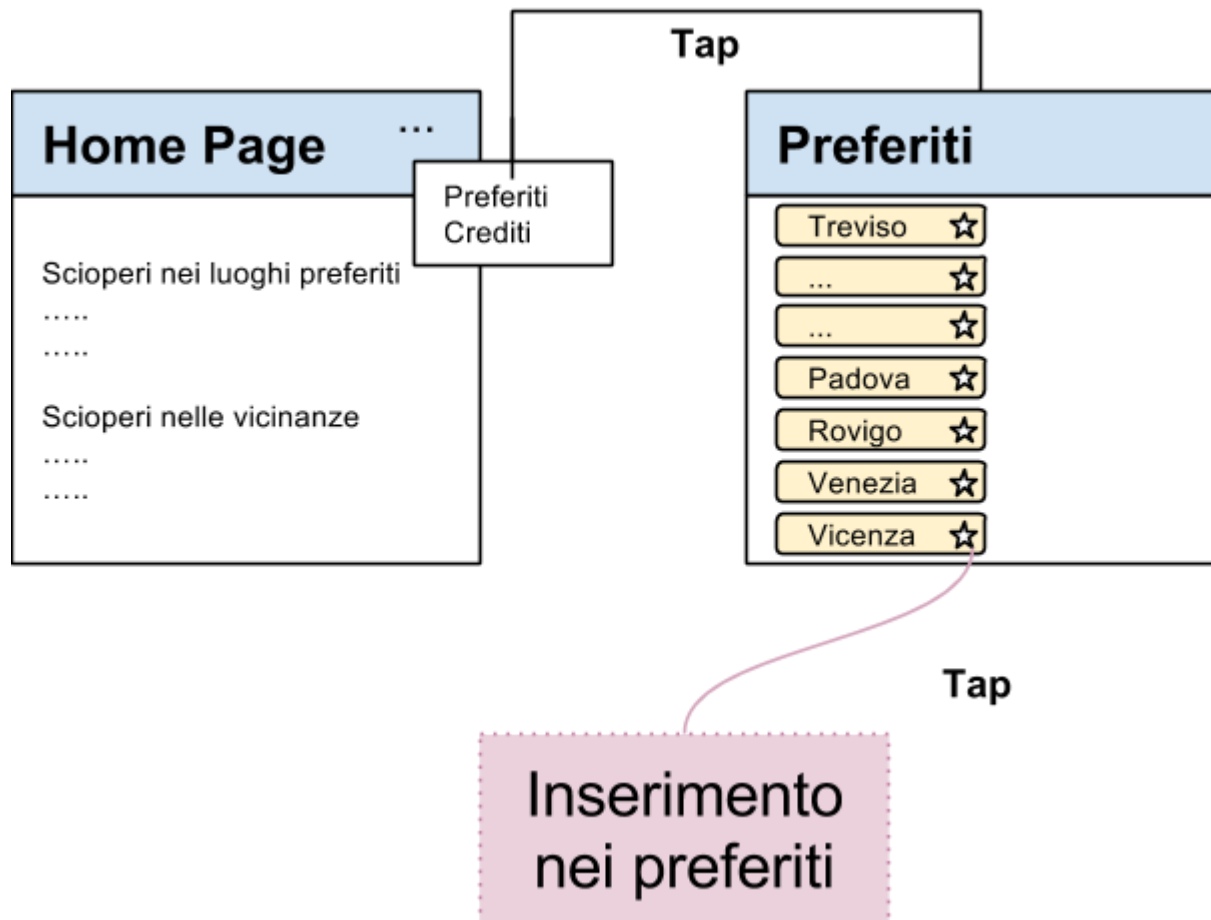 Tap
Home Page ...
Preferiti
Crediti
Scioperi nei luoghi preferiti
.....
.....
Scioperi nelle vicinanze
.....
.....
Preferiti
Treviso
...
...
Padova
Rovigo
Venezia
Vicenza
Tap
Inserimento
nei preferiti